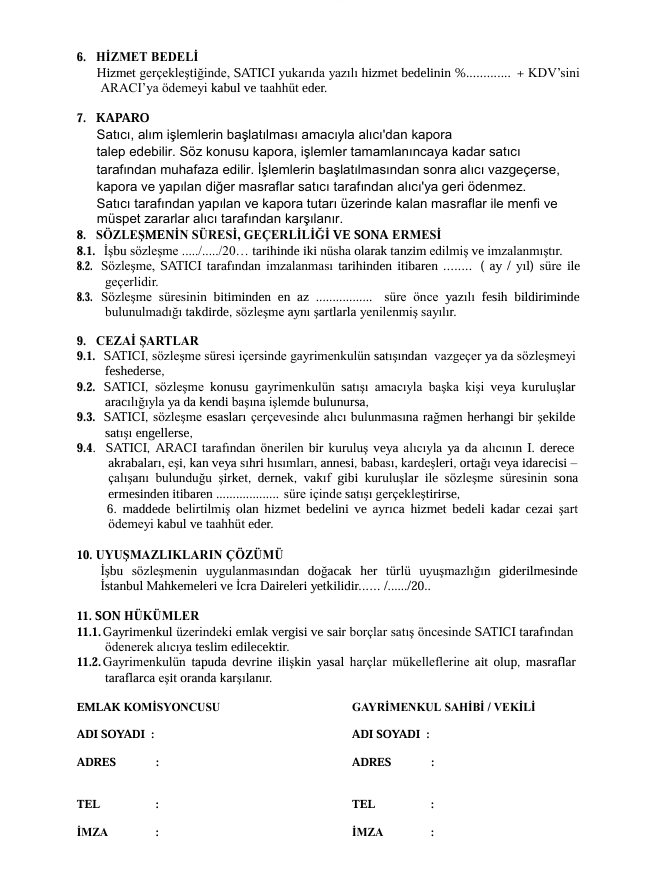 6. HİZMET BEDELİ
Hizmet gerçekleştiğinde, SATICI yukarıda yazılı hizmet bedelinin %............. + KDV'sini
ARACI'ya ödemeyi kabul ve taahhüt eder.
7. KAPARO
Satıcı, alım işlemlerin başlatılması amacıyla alıcı'dan kapora
talep edebilir. Söz konusu kapora, işlemler tamamlanıncaya kadar satıcı
tarafından muhafaza edilir. İşlemlerin başlatılmasından sonra alıcı vazgeçerse,
kapora ve yapılan diğer masraflar satıcı tarafından alıcı'ya geri ödenmez.
Satıcı tarafından yapılan ve kapora tutarı üzerinde kalan masraflar ile menfi ve
müspet zararlar alıcı tarafından karşılanır.
8. SÖZLEŞMENİN SÜRESİ, GEÇERLİLİĞİ VE SONA ERMESİ
8.1. İşbu sözleşme ...../...../20… tarihinde iki nüsha olarak tanzim edilmiş ve imzalanmıştır.
8.2. Sözleşme, SATICI tarafından imzalanması tarihinden itibaren ........ ( ay / yıl) süre ile
geçerlidir.
8.3. Sözleşme süresinin bitiminden en az ................. süre önce yazılı fesih bildiriminde
bulunulmadığı takdirde, sözleşme aynı şartlarla yenilenmiş sayılır.
9. CEZAİ ŞARTLAR
9.1. SATICI, sözleşme süresi içersinde gayrimenkulün satışından vazgeçer ya da sözleşmeyi
feshederse,
9.2. SATICI, sözleşme konusu gayrimenkulün satışı amacıyla başka kişi veya kuruluşlar
aracılığıyla ya da kendi başına işlemde bulunursa,
9.3. SATICI, sözleşme esasları çerçevesinde alıcı bulunmasına rağmen herhangi bir şekilde
satışı engellerse,
9.4. SATICI, ARACI tarafından önerilen bir kuruluş veya alıcıyla ya da alıcının I. derece
akrabaları, eşi, kan veya sıhri hısımları, annesi, babası, kardeşleri, ortağı veya idarecisi –
çalışanı bulunduğu şirket, dernek, vakıf gibi kuruluşlar ile sözleşme süresinin sona
ermesinden itibaren ................... süre içinde satışı gerçekleştirirse,
6. maddede belirtilmiş olan hizmet bedelini ve ayrıca hizmet bedeli kadar cezai şart
ödemeyi kabul ve taahhüt eder.
10. UYUŞMAZLIKLARIN ÇÖZÜMÜ
İşbu sözleşmenin uygulanmasından doğacak her türlü uyuşmazlığın giderilmesinde
İstanbul Mahkemeleri ve İcra Daireleri yetkilidir...... /....../20..
11. SON HÜKÜMLER
11.1. Gayrimenkul üzerindeki emlak vergisi ve sair borçlar satış öncesinde SATICI tarafından
ödenerek alıcıya teslim edilecektir.
11.2. Gayrimenkulün tapuda devrine ilişkin yasal harçlar mükelleflerine ait olup, masraflar
taraflarca eşit oranda karşılanır.
EMLAK KOMİSYONCUSU GAYRİMENKUL SAHİBİ / VEKİLİ
ADI SOYADI : ADI SOYADI :
ADRES : ADRES :
TEL : TEL :
İMZA : İMZA :